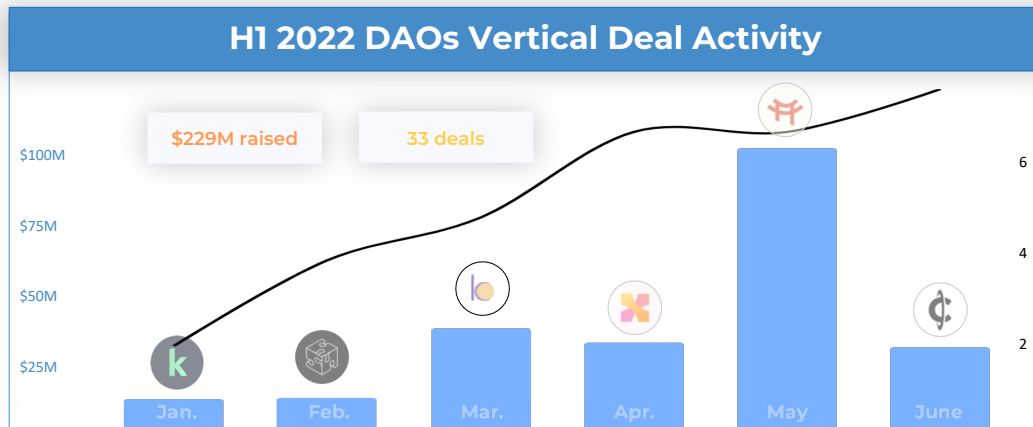 H1 2022 DAOs Vertical Deal Activity
$229M raised
33 deals
$100M
$75M
$50M
$25M
6
4
2
k
Jan.
Feb.
Mar.
Apr.
May
June